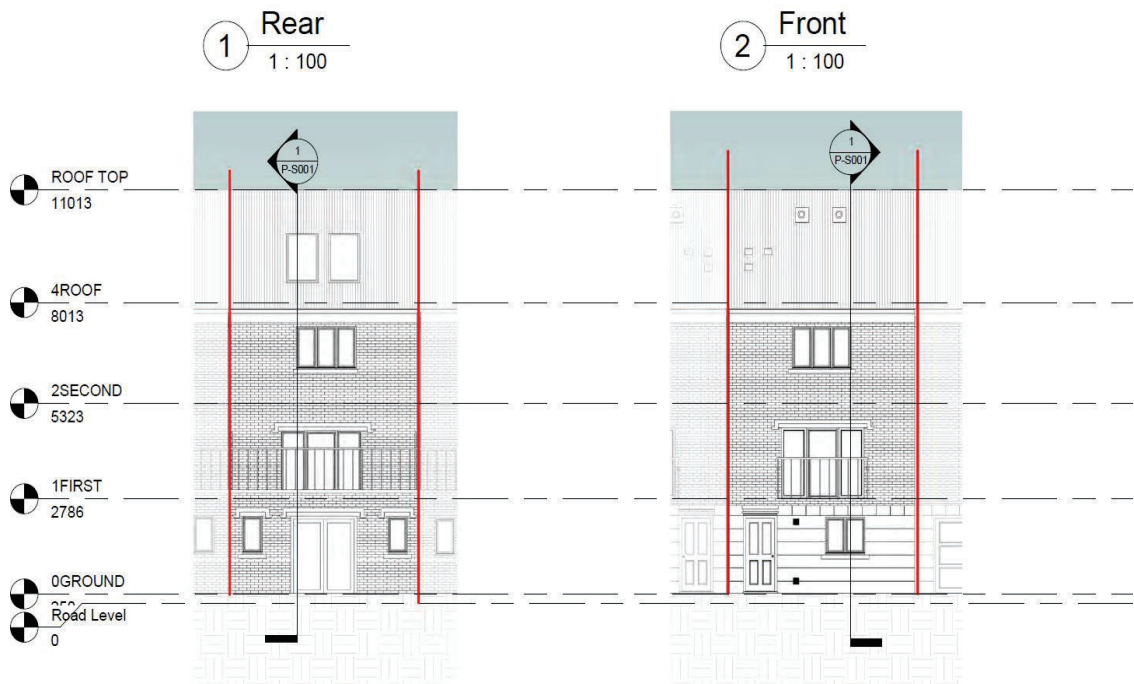 1 Rear
1 : 100
2 Front
1 : 100
1
P-S001
1
P-S001
ROOF TOP
11013
4ROOF
8013
2SECOND
5323
1FIRST
2786
0GROUND
Road Level
0